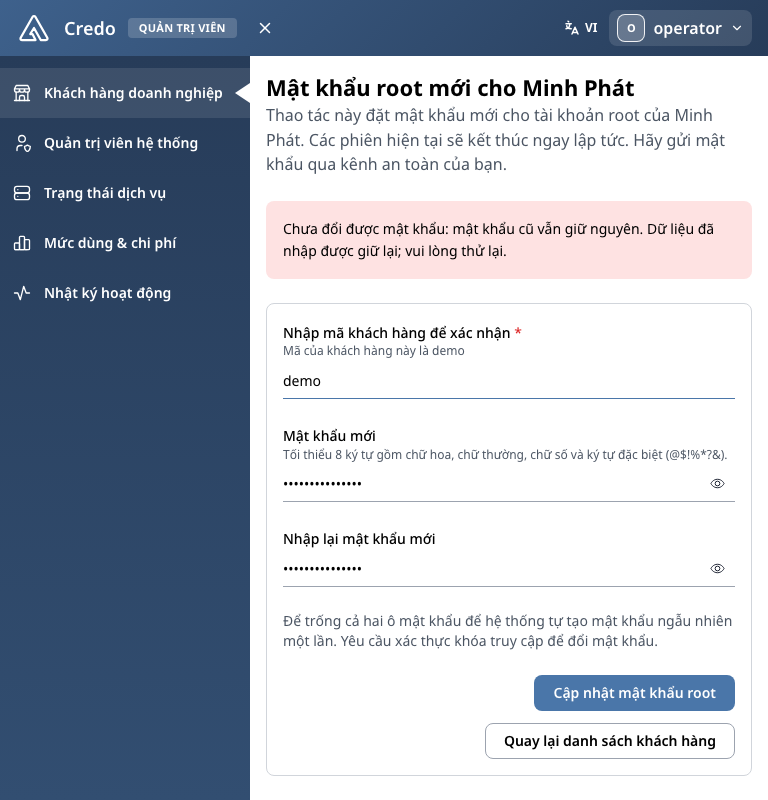 Credo
QUẢN TRỊ VIÊN
VI
O
operator
Khách hàng doanh nghiệp
Quản trị viên hệ thống
Trạng thái dịch vụ
Mức dùng & chi phí
Nhật ký hoạt động
Mật khẩu root mới cho Minh Phát
Thao tác này đặt mật khẩu mới cho tài khoản root của Minh
Phát. Các phiên hiện tại sẽ kết thúc ngay lập tức. Hãy gửi mật
khẩu qua kênh an toàn của bạn.
Chưa đổi được mật khẩu: mật khẩu cũ vẫn giữ nguyên. Dữ liệu đã
nhập được giữ lại; vui lòng thử lại.
Nhập mã khách hàng để xác nhận *
Mã của khách hàng này là demo
demo
Mật khẩu mới
Tối thiểu 8 ký tự gồm chữ hoa, chữ thường, chữ số và ký tự đặc biệt (@$!%*?&).
•••••••••••••••
Nhập lại mật khẩu mới
•••••••••••••••
Để trống cả hai ô mật khẩu để hệ thống tự tạo mật khẩu ngẫu nhiên
một lần. Yêu cầu xác thực khóa truy cập để đổi mật khẩu.
Cập nhật mật khẩu root
Quay lại danh sách khách hàng